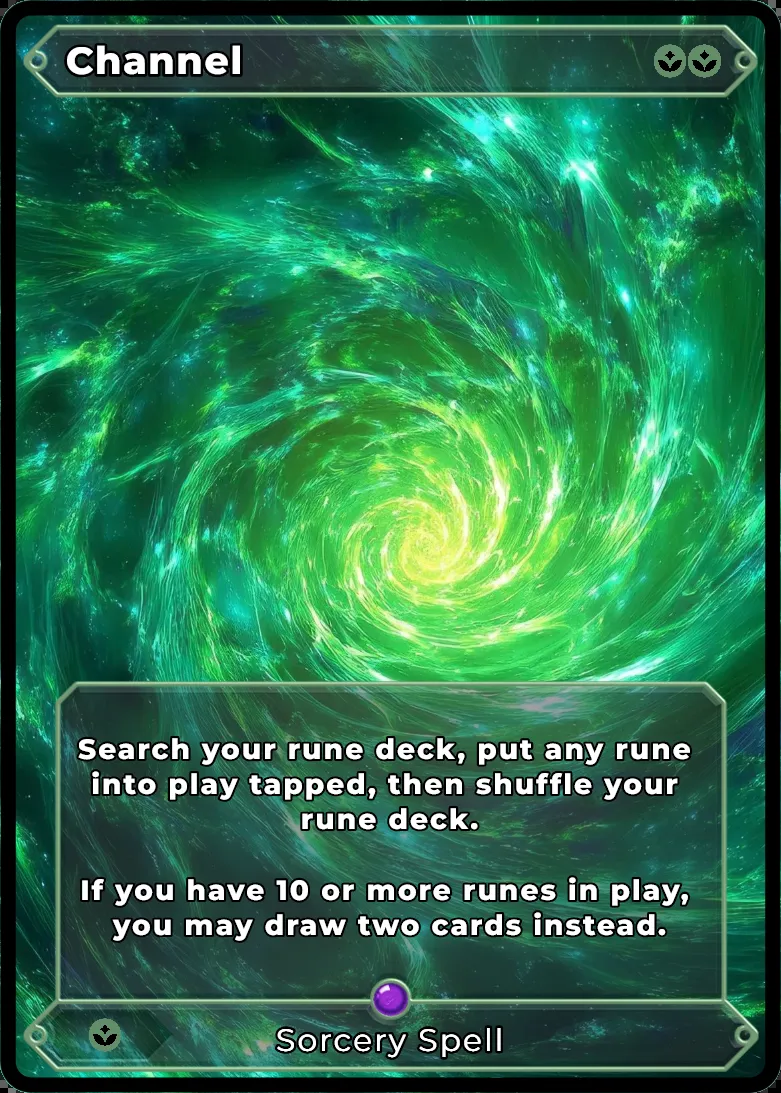 Channel
Search your rune deck, put any rune
into play tapped, then shuffle your
rune deck.
If you have 10 or more runes in play,
you may draw two cards instead.
Sorcery Spell